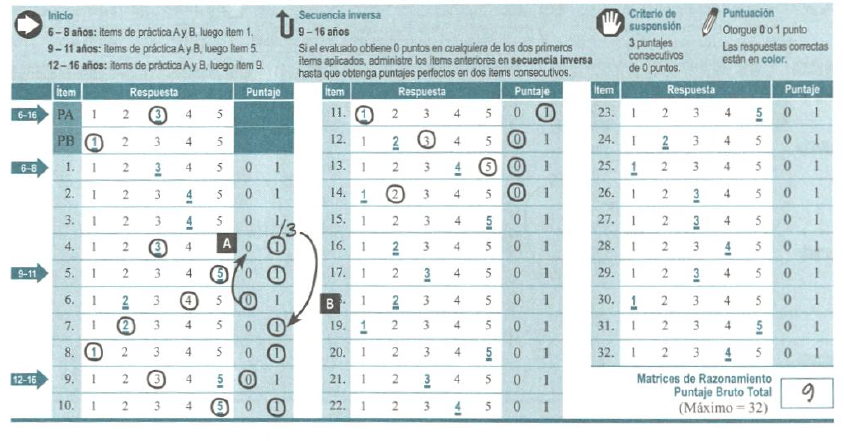 Inicio
6 – 8 años: ítems de práctica A y B, luego ítem 1.
9 – 11 años: ítems de práctica A y B, luego ítem 5.
12 – 16 años: ítems de práctica A y B, luego ítem 9.
Secuencia inversa
9 – 16 años
Si el evaluado obtiene 0 puntos en cualquiera de los dos primeros
ítems aplicados, administre los ítems anteriores en secuencia inversa
hasta que obtenga puntajes perfectos en dos ítems consecutivos.
Criterio de
suspensión
3 puntajes
consecutivos
de 0 puntos.
Puntuación
Otorgue 0 o 1 punto
Las respuestas correctas
están en color.
Ítem Respuesta Puntaje
6–16 PA 1 2 3 4 5
PB 1 2 3 4 5
6–8 1. 1 2 3 4 5 0 1
2. 1 2 3 4 5 0 1
3. 1 2 3 4 5 0 1
/3
4. 1 2 3 4 A 0 1
9–11 5. 1 2 3 4 5 0 1
6. 1 2 3 4 5 0 1
7. 1 2 3 4 5 0 1
8. 1 2 3 4 5 0 1
12–16 9. 1 2 3 4 5 0 1
10. 1 2 3 4 5 0 1
Ítem Respuesta Puntaje
11. 1 2 3 4 5 0 1
12. 1 2 3 4 5 0 1
13. 1 2 3 4 5 0 1
14. 1 2 3 4 5 0 1
15. 1 2 3 4 5 0 1
16. 1 2 3 4 5 0 1
17. 1 2 3 4 5 0 1
B 8. 1 2 3 4 5 0 1
19. 1 2 3 4 5 0 1
20. 1 2 3 4 5 0 1
21. 1 2 3 4 5 0 1
22. 1 2 3 4 5 0 1
Ítem Respuesta Puntaje
23. 1 2 3 4 5 0 1
24. 1 2 3 4 5 0 1
25. 1 2 3 4 5 0 1
26. 1 2 3 4 5 0 1
27. 1 2 3 4 5 0 1
28. 1 2 3 4 5 0 1
29. 1 2 3 4 5 0 1
30. 1 2 3 4 5 0 1
31. 1 2 3 4 5 0 1
32. 1 2 3 4 5 0 1
Matrices de Razonamiento
Puntaje Bruto Total
(Máximo = 32)
9